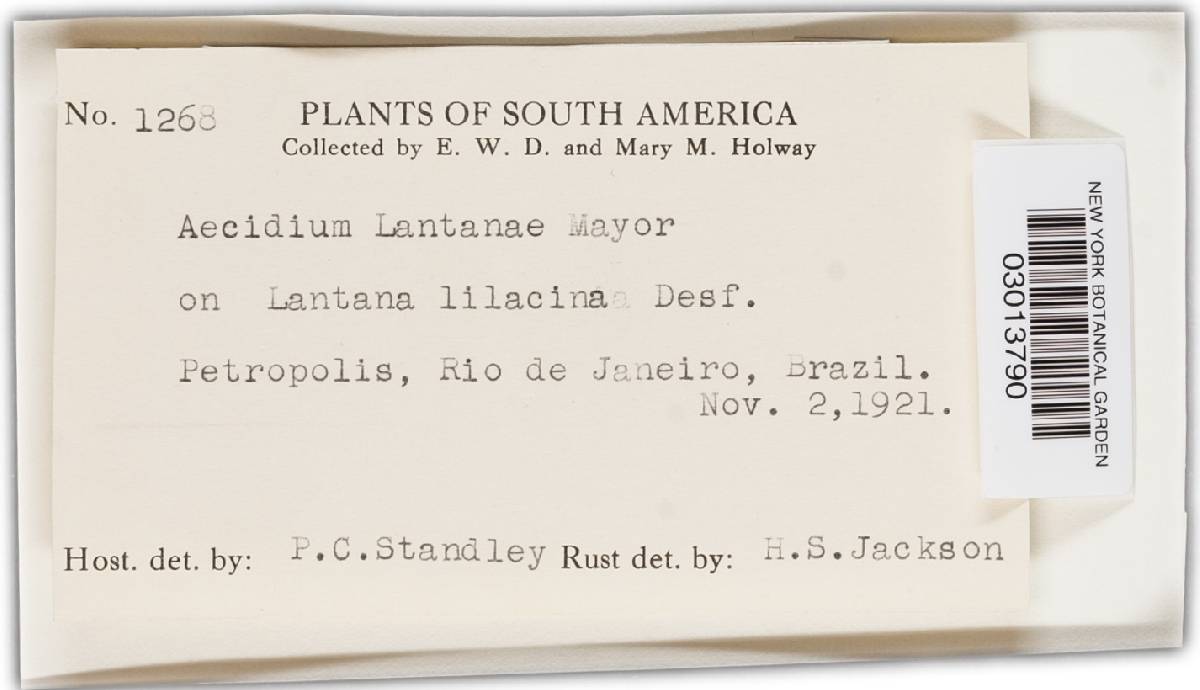 No. 1268 PLANTS OF SOUTH AMERICA
Collected by E. W. D. and Mary M. Holway
Aecidium Lantanae Mayor
on Lantana lilacina Desf.
Petropolis, Rio de Janeiro, Brazil.
Nov. 2,1921.
Host. det. by: P.C.Standley Rust det. by: H.S.Jackson
NEW YORK BOTANICAL GARDEN
03013790